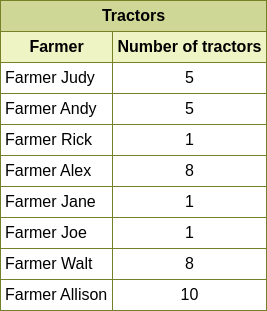 Tractors
Farmer Number of tractors
Farmer Judy 5
Farmer Andy 5
Farmer Rick 1
Farmer Alex 8
Farmer Jane 1
Farmer Joe 1
Farmer Walt 8
Farmer Allison 10